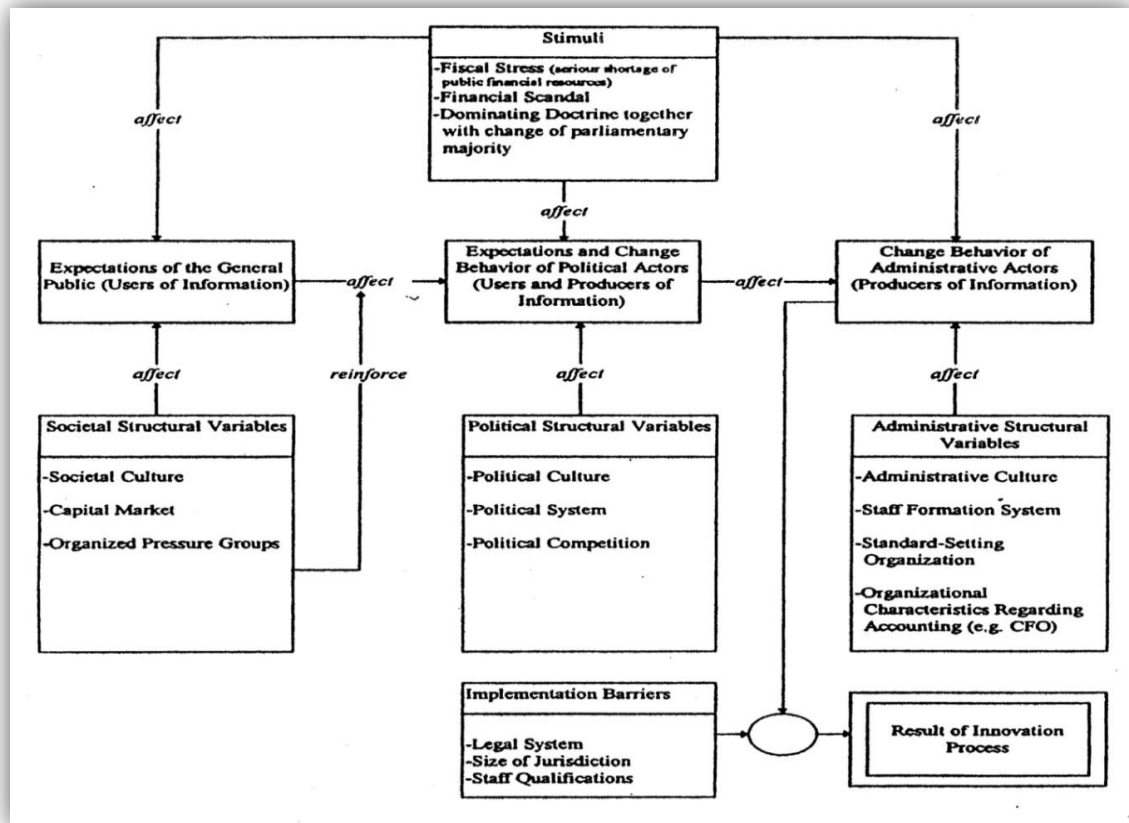 Stimuli
-Fiscal Stress (seriour shortage of
public financial resources)
-Financial Scandal
-Dominating Doctrine together
with change of parliamentary
majority
affect
affect
affect
Expectations of the General
Public (Users of Information)
affect
Expectations and Change
Behavior of Political Actors
(Users and Producers of
Information)
affect
Change Behavior of
Administrative Actors
(Producers of Information)
affect
reinforce
affect
affect
Societal Structural Variables
-Societal Culture
-Capital Market
-Organized Pressure Groups
Political Structural Variables
-Political Culture
-Political System
-Political Competition
Administrative Structural
Variables
-Administrative Culture
-Staff Formation System
-Standard-Setting
Organization
-Organizational
Characteristics Regarding
Accounting (e.g. CFO)
Implementation Barriers
-Legal System
-Size of Jurisdiction
-Staff Qualifications
Result of Innovation
Process